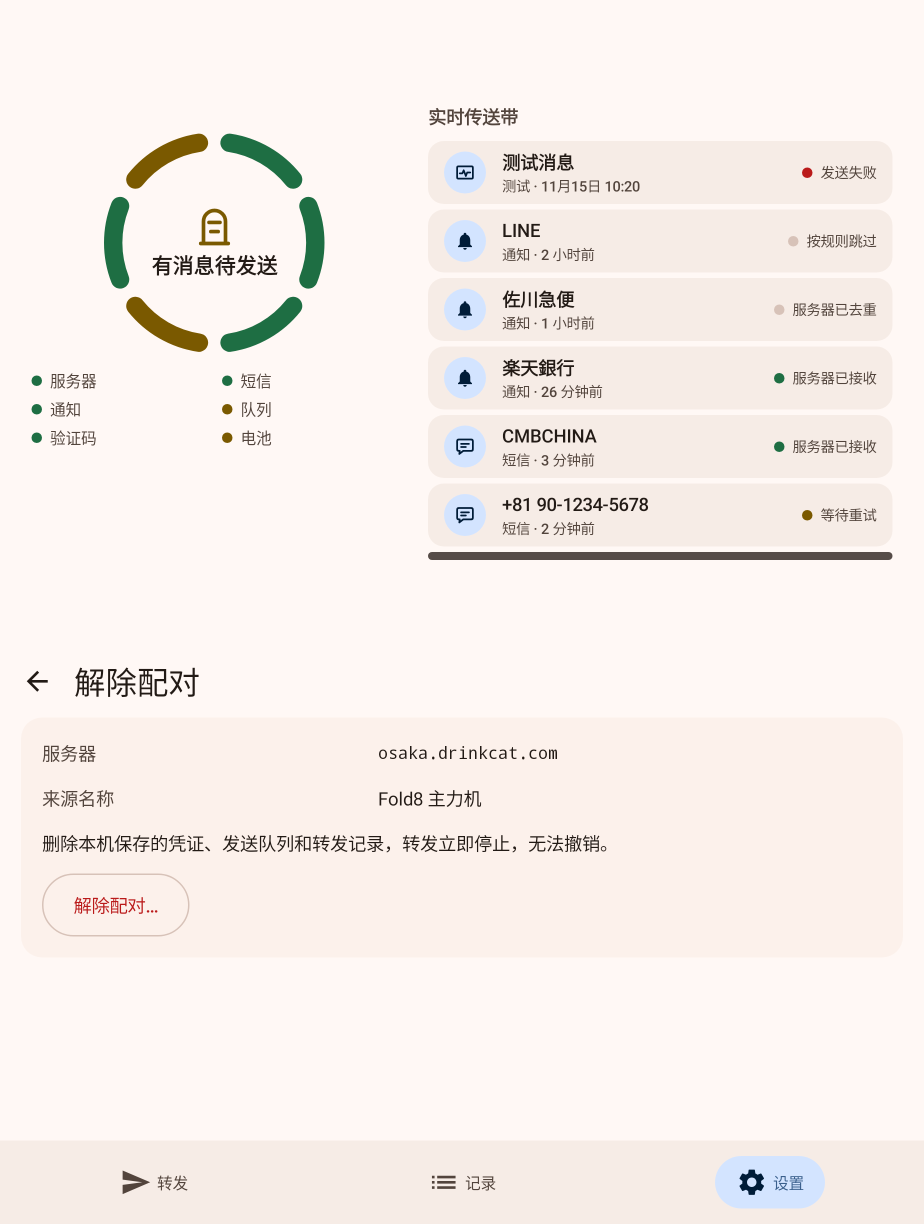 有消息待发送
服务器
短信
通知
队列
验证码
电池
实时传送带
测试消息
测试 · 11月15日 10:20
发送失败
LINE
通知 · 2 小时前
按规则跳过
佐川急便
通知 · 1 小时前
服务器已去重
楽天銀行
通知 · 26 分钟前
服务器已接收
CMBCHINA
短信 · 3 分钟前
服务器已接收
+81 90-1234-5678
短信 · 2 分钟前
等待重试
解除配对
服务器 osaka.drinkcat.com
来源名称 Fold8 主力机
删除本机保存的凭证、发送队列和转发记录，转发立即停止，无法撤销。
解除配对…
转发
记录
设置